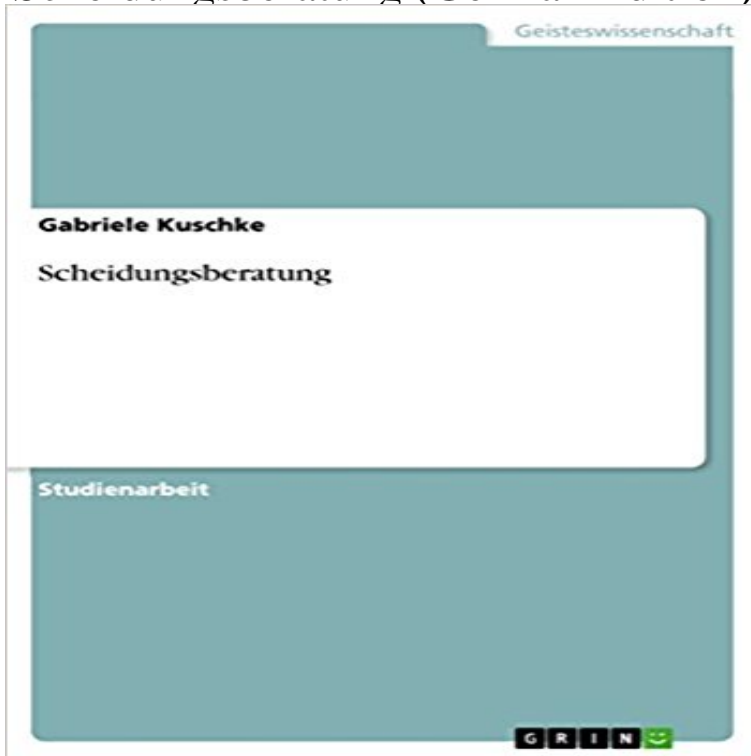 Geisteswissenschaft
Gabriele Kuschke
Scheidungsberatung
Studienarbeit
GRIN